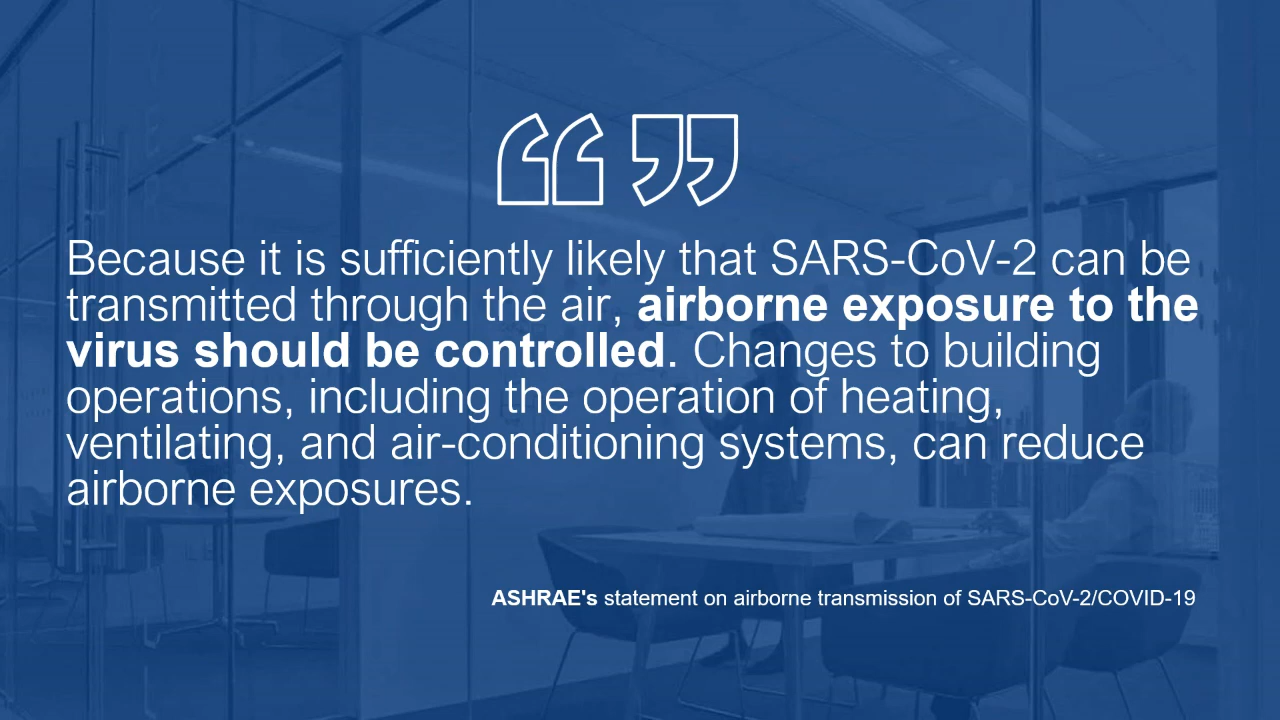 Because it is sufficiently likely that SARS-CoV-2 can be
transmitted through the air, airborne exposure to the
virus should be controlled. Changes to building
operations, including the operation of heating,
ventilating, and air-conditioning systems, can reduce
airborne exposures.
ASHRAE's statement on airborne transmission of SARS-CoV-2/COVID-19